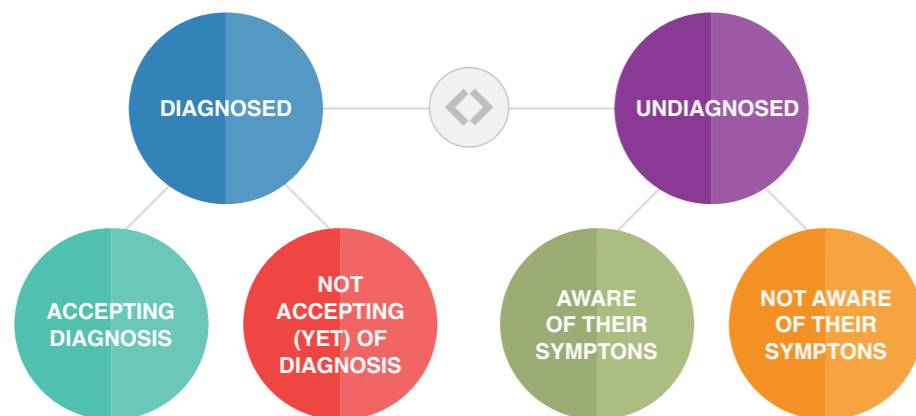 DIAGNOSED
UNDIAGNOSED
ACCEPTING
DIAGNOSIS
NOT
ACCEPTING
(YET) OF
DIAGNOSIS
AWARE
OF THEIR
SYMPTONS
NOT AWARE
OF THEIR
SYMPTONS